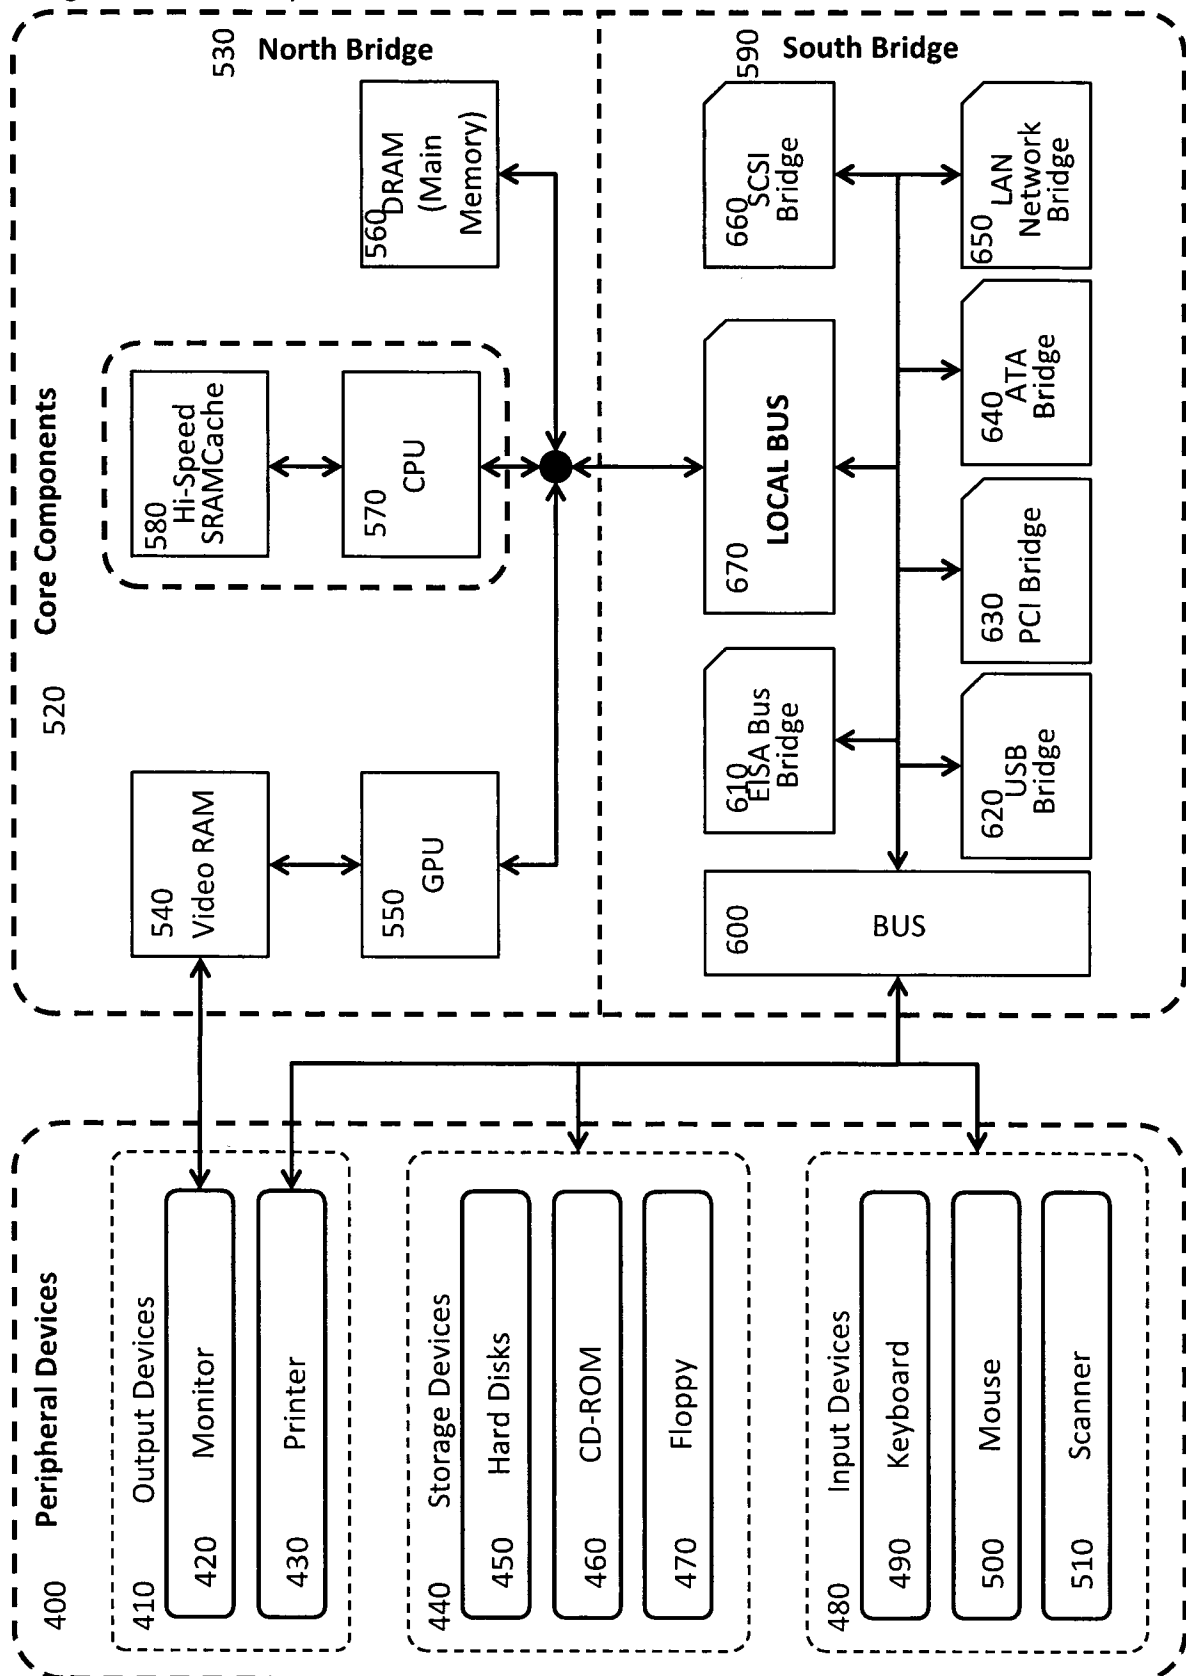 400
Peripheral Devices
410
Output Devices
420
Monitor
430
Printer
440
Storage Devices
450
Hard Disks
460
CD-ROM
470
Floppy
480
Input Devices
490
Keyboard
500
Mouse
510
Scanner
520
Core Components
530
North Bridge
540
Video RAM
550
GPU
580
Hi-Speed
SRAMCache
570
CPU
560
DRAM
(Main
Memory)
590
South Bridge
600
BUS
610
EISA Bus
Bridge
670
LOCAL BUS
660
SCSI
Bridge
620
USB
Bridge
630
PCI Bridge
640
ATA
Bridge
650
LAN
Network
Bridge